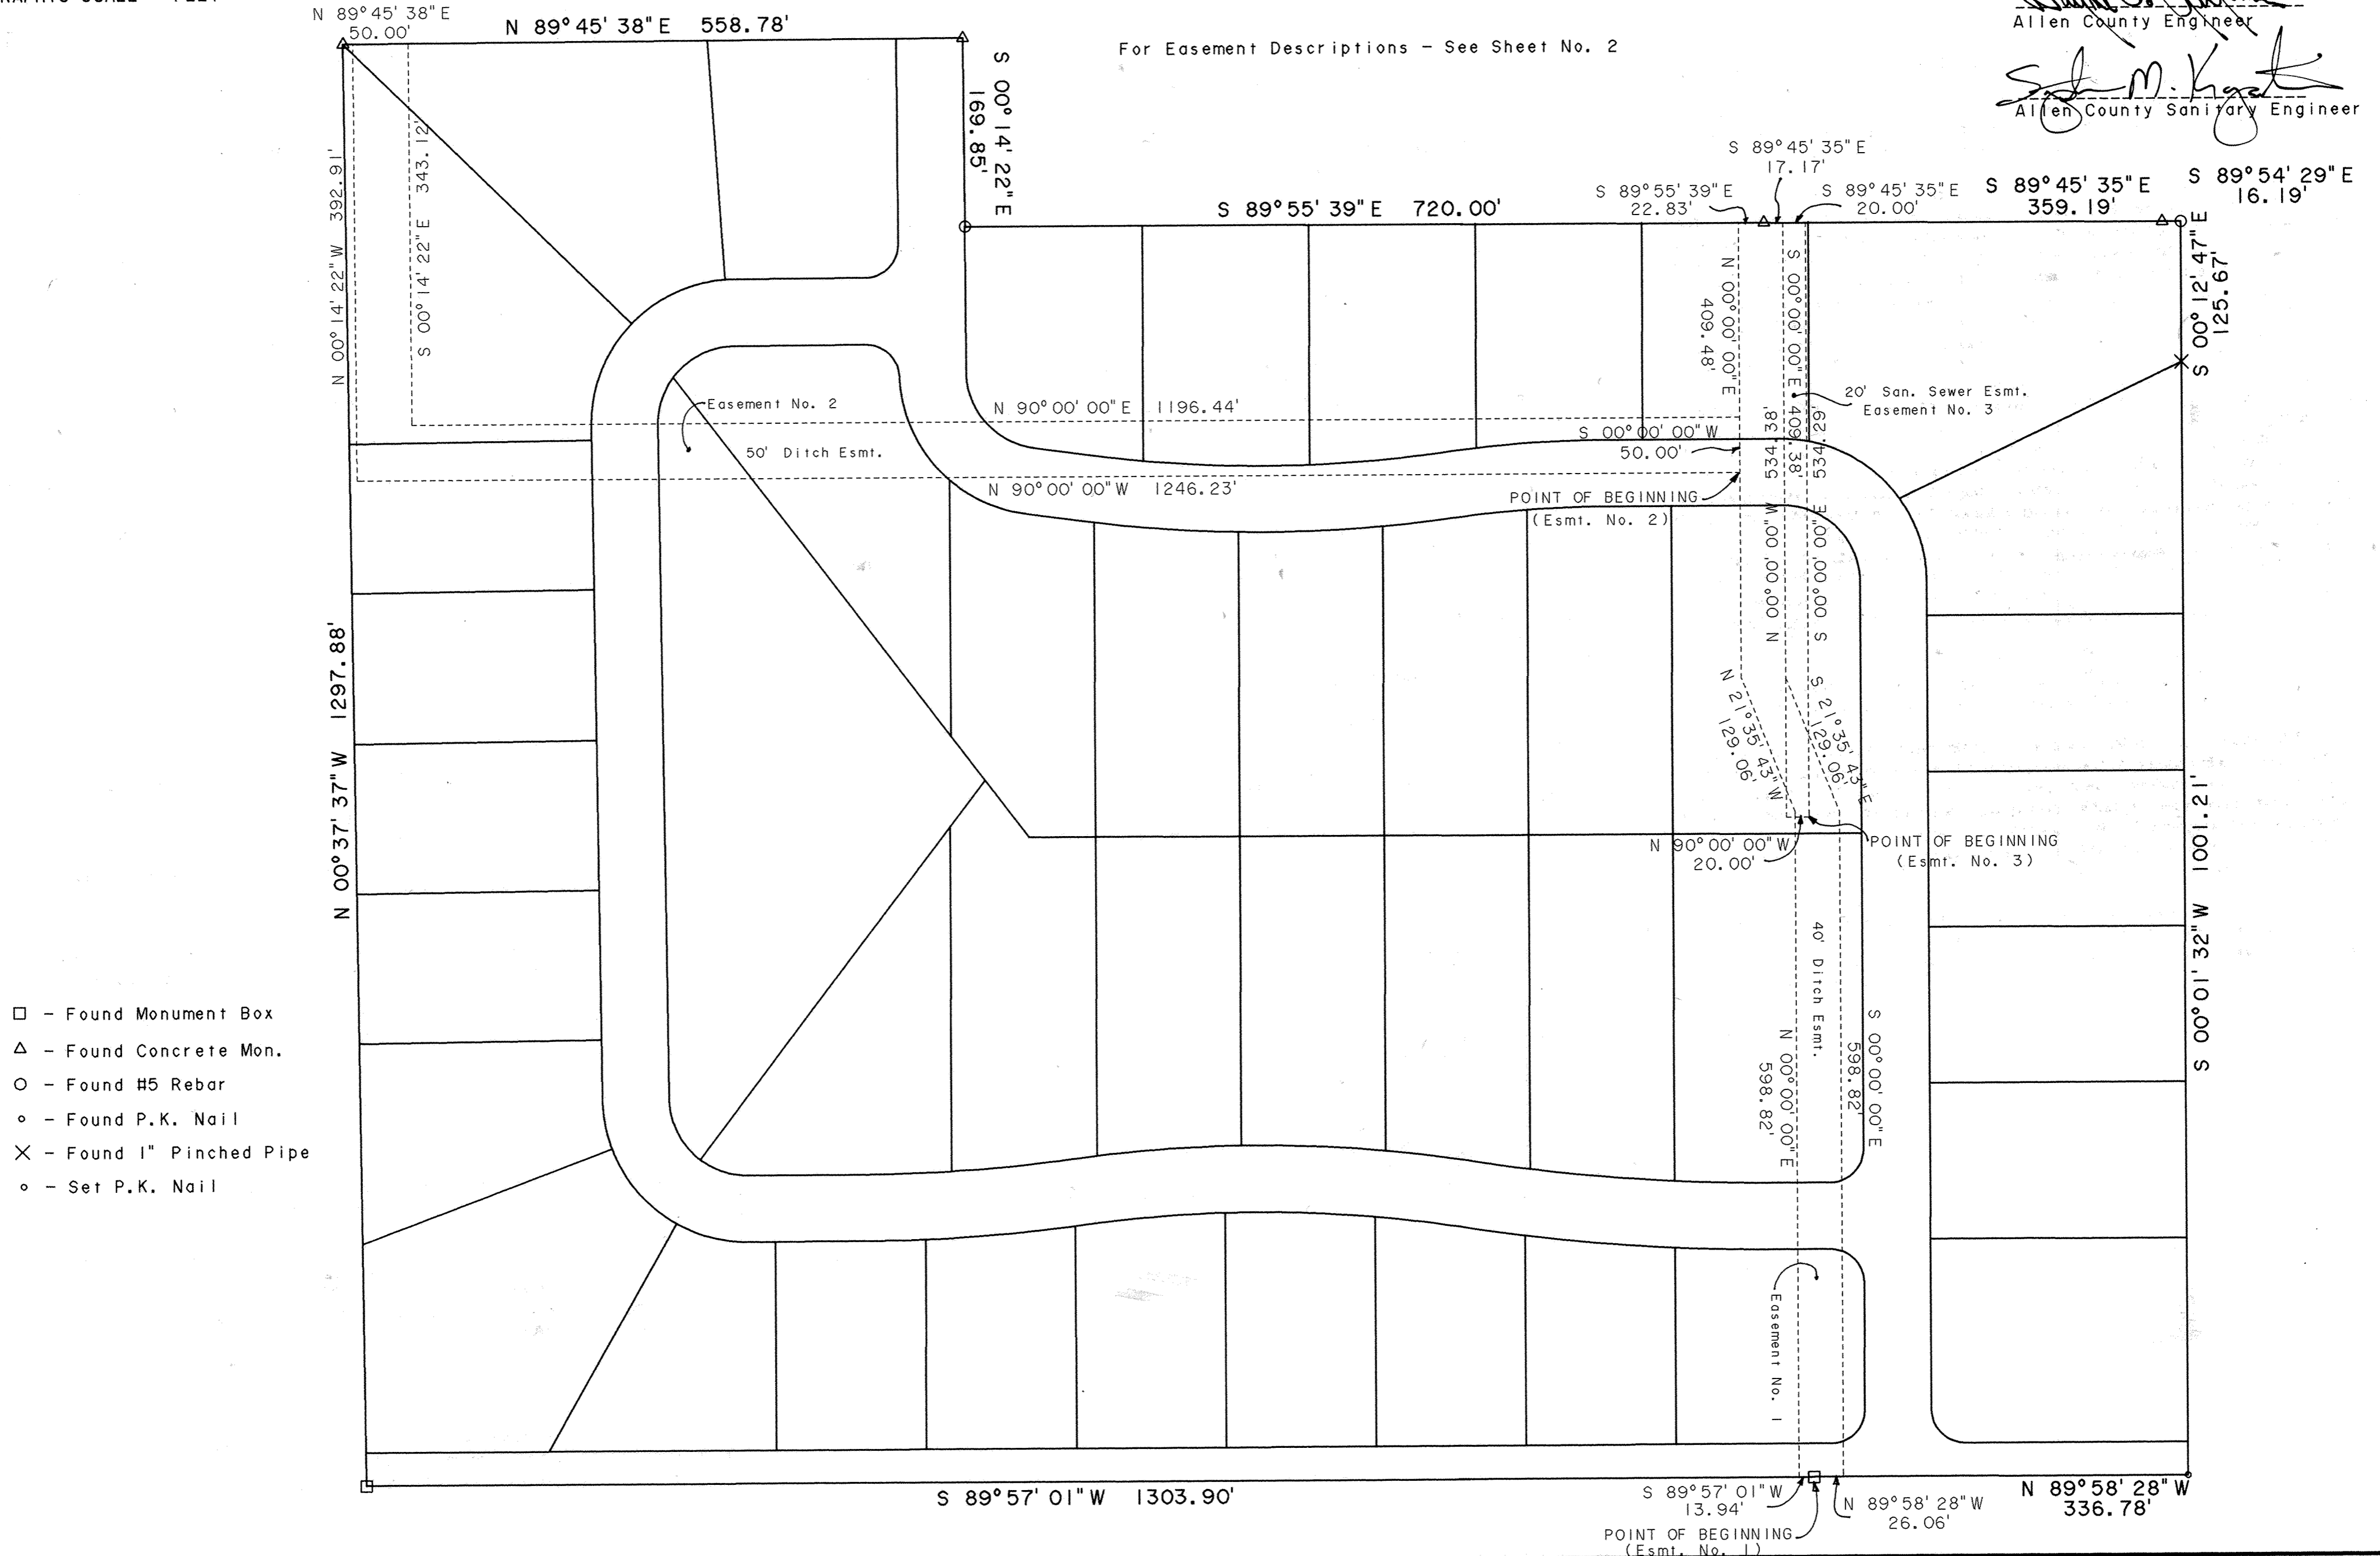 N 89°45'38"E
50.00'
N 89°45'38"E 558.78'
For Easement Descriptions - See Sheet No. 2
Allen County Engineer
Allen County Sanitary Engineer
S 00°14'22"E
169.85'
N 00°14'22"W 392.91'
S 00°14'22"E 343.12'
S 89°55'39"E 720.00'
S 89°55'39"E
22.83'
S 89°45'35"E
17.17'
S 89°45'35"E
20.00'
S 89°45'35"E
359.19'
S 89°54'29"E
16.19'
S 00°12'47"E
125.67'
N 00°00'00"E
409.48'
S 00°00'00"E 409.38'
20' San. Sewer Esmt.
Easement No. 3
Easement No. 2
50' Ditch Esmt.
N 90°00'00"E 1196.44'
N 90°00'00"W 1246.23'
S 00°00'00"W
50.00'
POINT OF BEGINNING
(Esmt. No. 2)
N 00°00'00"W 534.38'
S 00°00'00"E 534.29'
N 21°35'43"W
129.06'
S 21°35'43"E
129.06'
N 90°00'00"W
20.00'
POINT OF BEGINNING
(Esmt. No. 3)
N 00°37'37"W 1297.88'
S 00°01'32"W 1001.21'
40' Ditch Esmt.
N 00°00'00"E
598.82'
S 00°00'00"E
598.82'
Easement No. 1
- Found Monument Box
- Found Concrete Mon.
- Found #5 Rebar
- Found P.K. Nail
- Found 1" Pinched Pipe
- Set P.K. Nail
S 89°57'01"W 1303.90'
S 89°57'01"W
13.94'
POINT OF BEGINNING
(Esmt. No. 1)
N 89°58'28"W
26.06'
N 89°58'28"W
336.78'